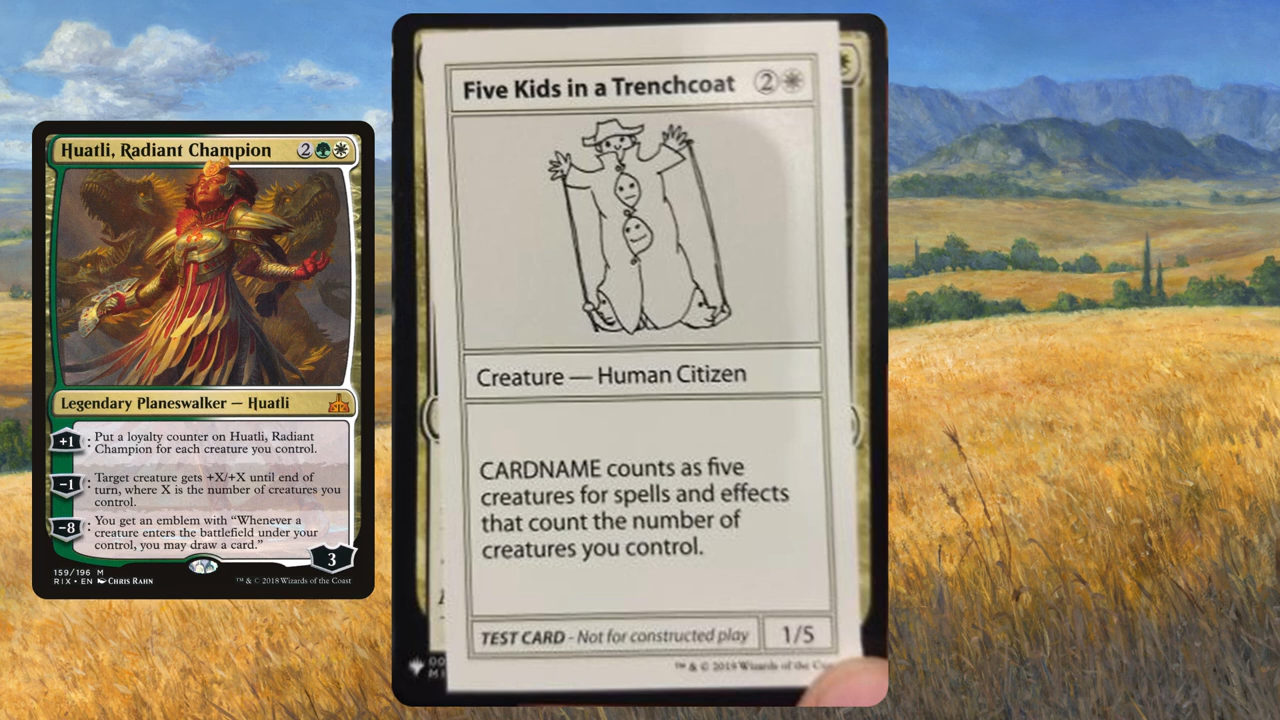 Huatli, Radiant Champion 2
Legendary Planeswalker — Huatli
+1: Put a loyalty counter on Huatli, Radiant
Champion for each creature you control.
−1: Target creature gets +X/+X until end of
turn, where X is the number of creatures you
control.
−8: You get an emblem with “Whenever a
creature enters the battlefield under your
control, you may draw a card.”
3
159/196 M
RIX • EN Chris Rahn
™ & © 2018 Wizards of the Coast
Five Kids in a Trenchcoat 2
Creature — Human Citizen
CARDNAME counts as five
creatures for spells and effects
that count the number of
creatures you control.
TEST CARD - Not for constructed play 1/5
™ & © 2019 Wizards of the